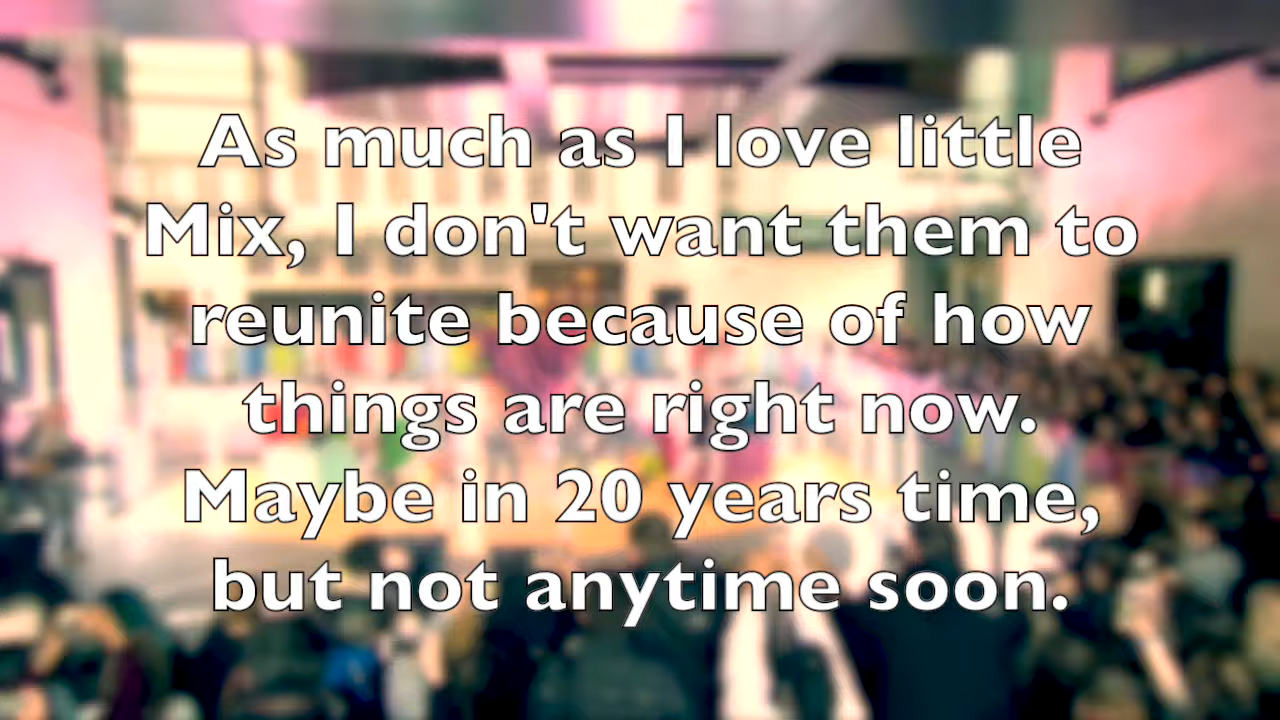 As much as I love little
Mix, I don't want them to
reunite because of how
things are right now.
Maybe in 20 years time,
but not anytime soon.